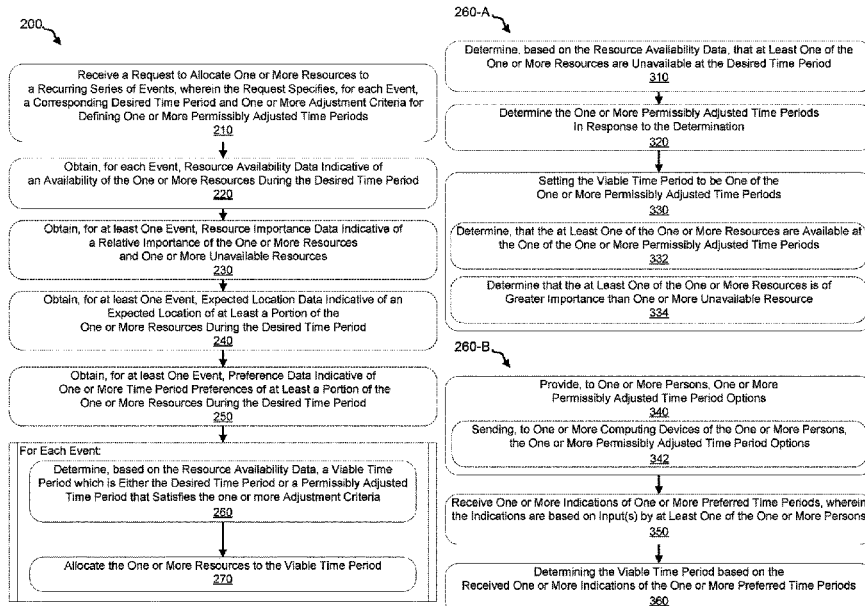 200
Receive a Request to Allocate One or More Resources to
a Recurring Series of Events, wherein the Request Specifies, for each Event,
a Corresponding Desired Time Period and One or More Adjustment Criteria for
Defining One or More Permissibly Adjusted Time Periods
210
Obtain, for each Event, Resource Availability Data Indicative of
an Availability of the One or More Resources During the Desired Time Period
220
Obtain, for at least One Event, Resource Importance Data Indicative of
a Relative Importance of the One or More Resources
and One or More Unavailable Resources
230
Obtain, for at least One Event, Expected Location Data Indicative of an
Expected Location of at Least a Portion of the
One or More Resources During the Desired Time Period
240
Obtain, for at least One Event, Preference Data Indicative of
One or More Time Period Preferences of at Least a Portion of the
One or More Resources During the Desired Time Period
250
For Each Event:
Determine, based on the Resource Availability Data, a Viable Time
Period which is Either the Desired Time Period or a Permissibly Adjusted
Time Period that Satisfies the one or more Adjustment Criteria
260
Allocate the One or More Resources to the Viable Time Period
270
260-A
Determine, based on the Resource Availability Data, that at Least One of the
One or More Resources are Unavailable at the Desired Time Period
310
Determine the One or More Permissibly Adjusted Time Periods
In Response to the Determination
320
Setting the Viable Time Period to be One of the
One or More Permissibly Adjusted Time Periods
330
Determine, that the at Least One of the One or More Resources are Available at
the One of the One or More Permissibly Adjusted Time Periods
332
Determine that the at Least One of the One or More Resources is of
Greater Importance than One or More Unavailable Resource
334
260-B
Provide, to One or More Persons, One or More
Permissibly Adjusted Time Period Options
340
Sending, to One or More Computing Devices of the One or More Persons,
the One or More Permissibly Adjusted Time Period Options
342
Receive One or More Indications of One or More Preferred Time Periods, wherein
the Indications are based on Input(s) by at Least One of the One or More Persons
350
Determining the Viable Time Period based on the
Received One or More Indications of the One or More Preferred Time Periods
360